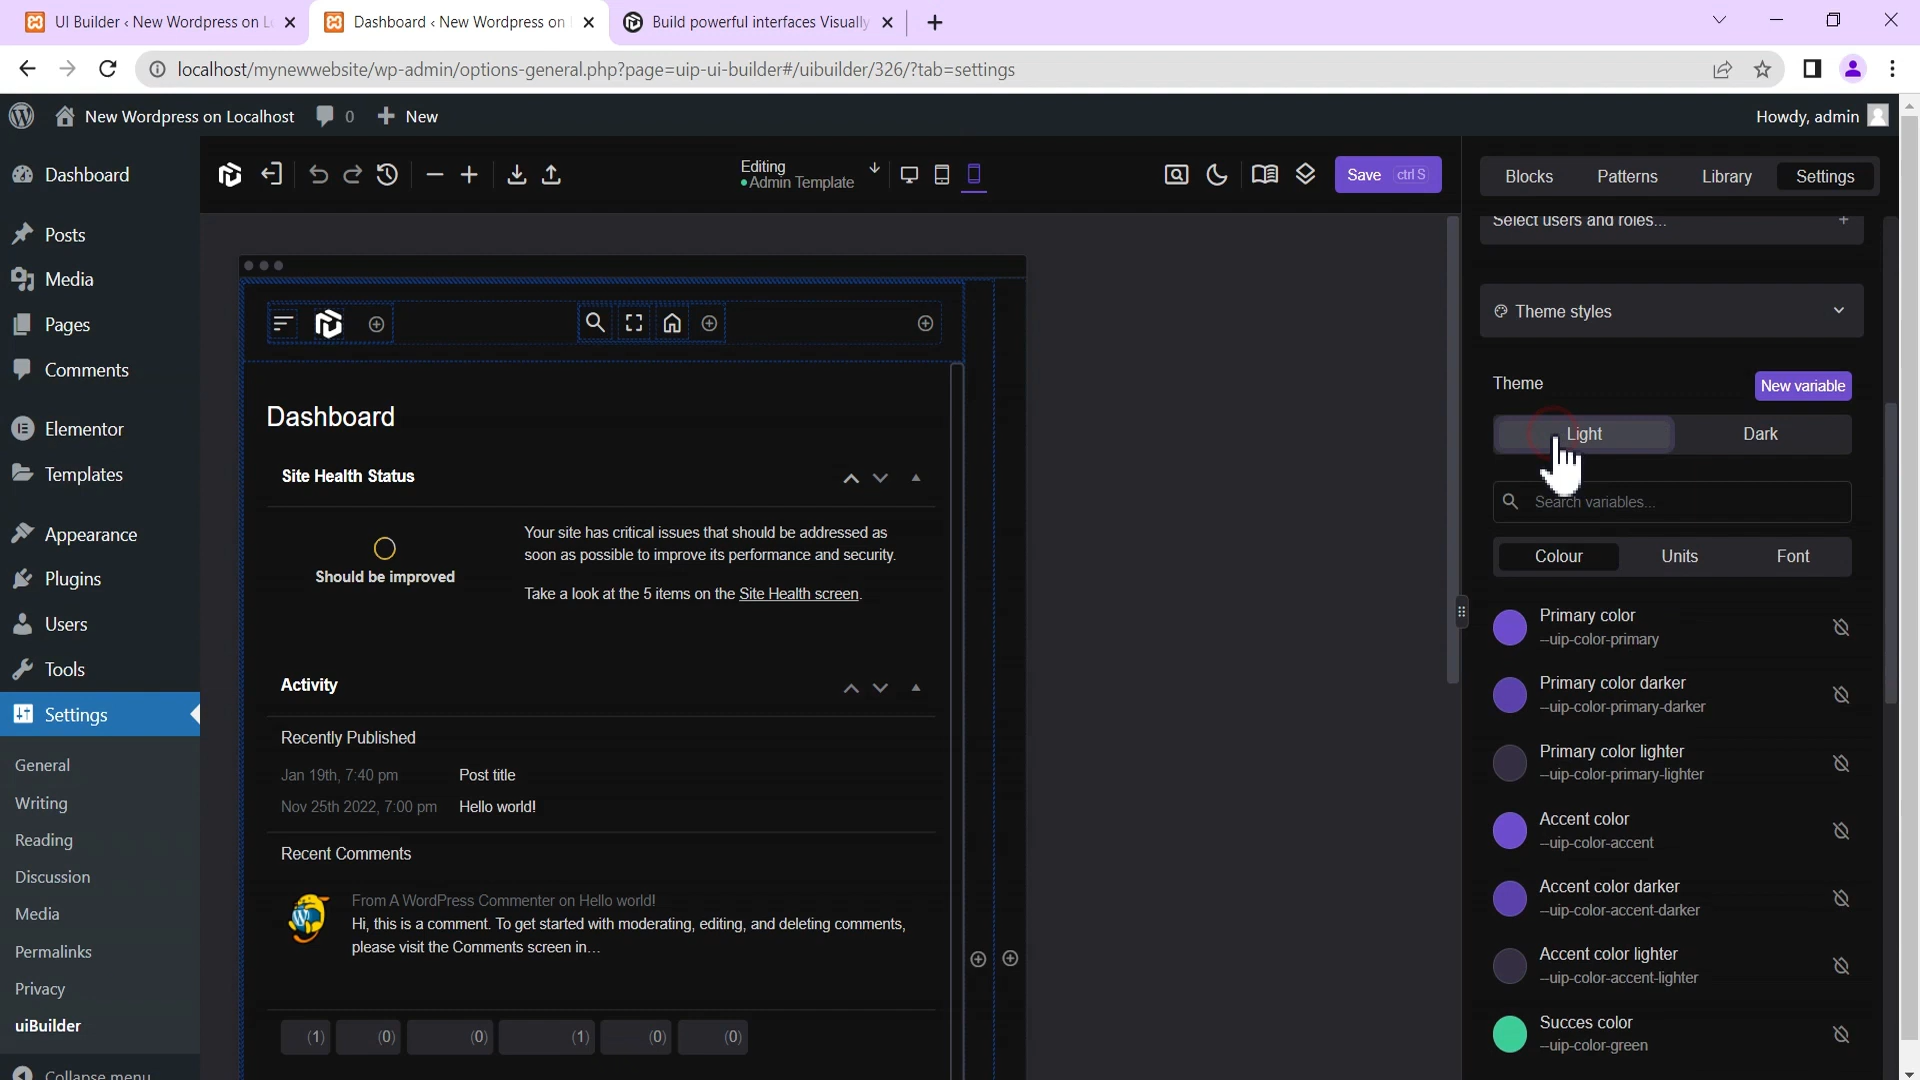 UI Builder ‹ New Wordpress on L
Dashboard ‹ New Wordpress on
Build powerful interfaces Visually
localhost/mynewwebsite/wp-admin/options-general.php?page=uip-ui-builder#/uibuilder/326/?tab=settings
New Wordpress on Localhost
0
New
Howdy, admin
Dashboard
Posts
Media
Pages
Comments
Elementor
Templates
Appearance
Plugins
Users
Tools
Settings
General
Writing
Reading
Discussion
Media
Permalinks
Privacy
uiBuilder
Collapse menu
Editing
Admin Template
Save ctrl S
Dashboard
Site Health Status
Should be improved
Your site has critical issues that should be addressed as
soon as possible to improve its performance and security.
Take a look at the 5 items on the Site Health screen.
Activity
Recently Published
Jan 19th, 7:40 pm Post title
Nov 25th 2022, 7:00 pm Hello world!
Recent Comments
From A WordPress Commenter on Hello world!
Hi, this is a comment. To get started with moderating, editing, and deleting comments,
please visit the Comments screen in…
(1) (0) (0) (1) (0) (0)
Blocks Patterns Library Settings
Select users and roles...
Theme styles
Theme
New variable
Light Dark
Search variables...
Colour Units Font
Primary color
--uip-color-primary
Primary color darker
--uip-color-primary-darker
Primary color lighter
--uip-color-primary-lighter
Accent color
--uip-color-accent
Accent color darker
--uip-color-accent-darker
Accent color lighter
--uip-color-accent-lighter
Succes color
--uip-color-green